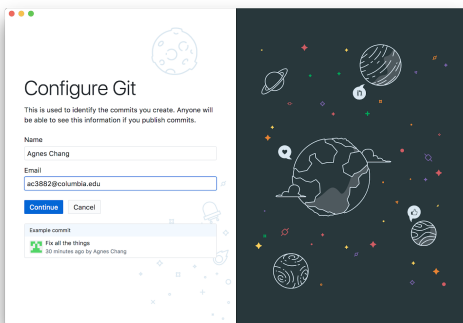 Configure Git
This is used to identify the commits you create. Anyone will
be able to see this information if you publish commits.
Name
Agnes Chang
Email
ac3882@columbia.edu
Continue
Cancel
Example commit
Fix all the things
30 minutes ago by Agnes Chang